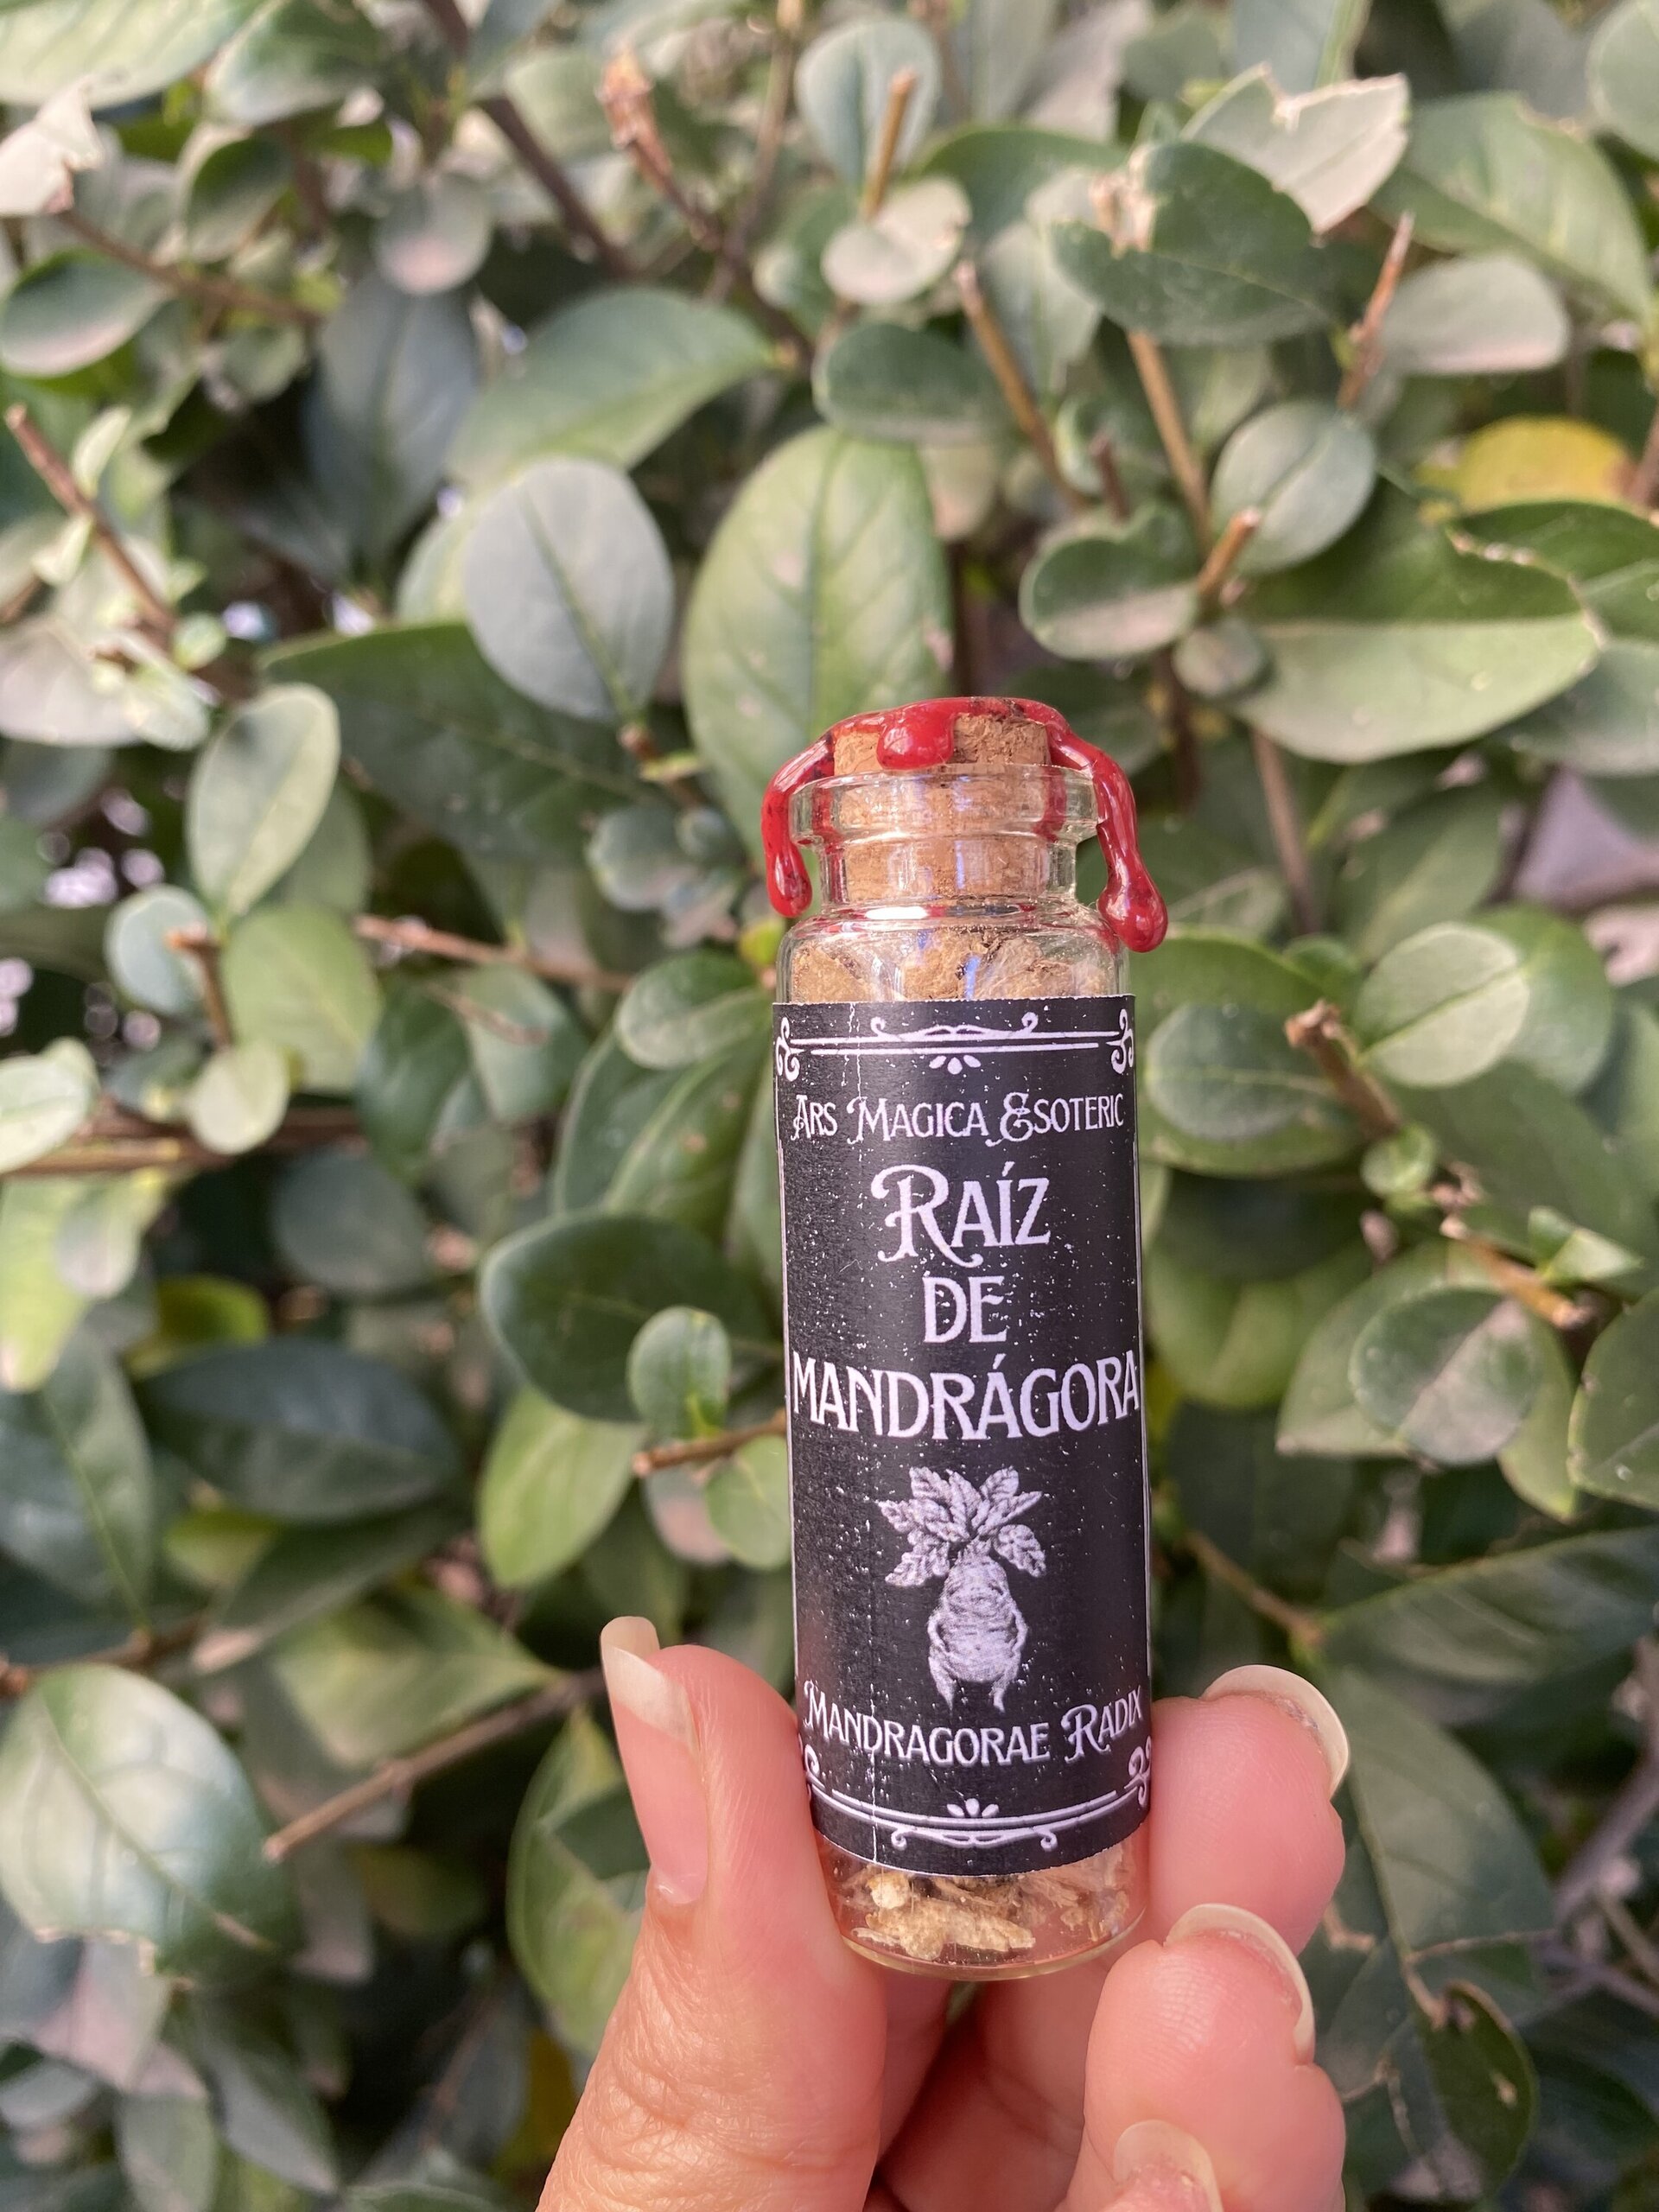 Ars Magica Esoteric
Raíz
de
Mandrágora
Mandragorae Radix